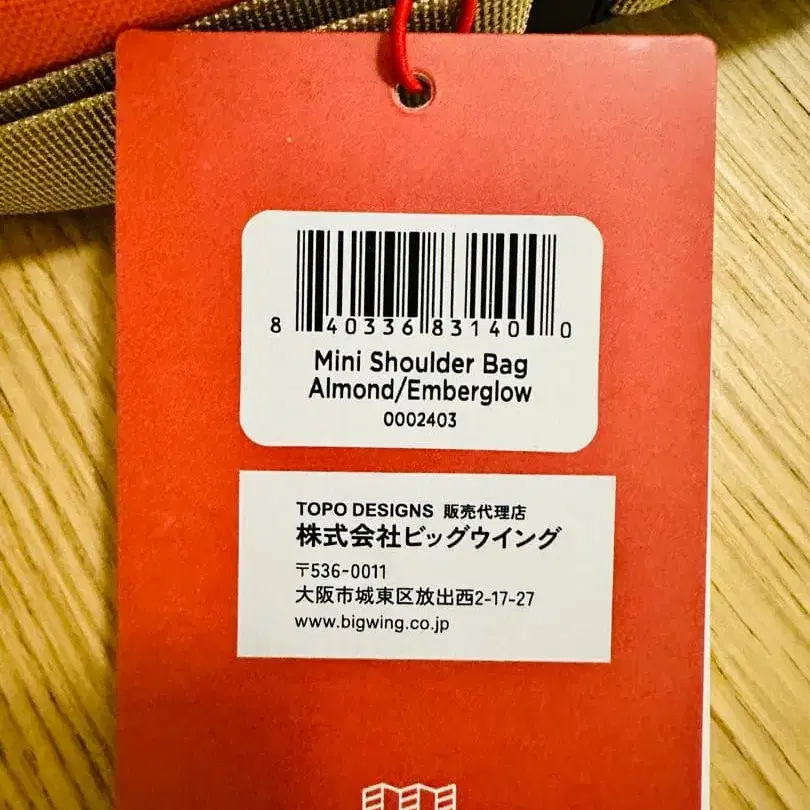 8 40336 83140 0
Mini Shoulder Bag
Almond/Emberglow
0002403
TOPO DESIGNS 販売代理店
株式会社ビッグウイング
〒536-0011
大阪市城東区放出西2-17-27
www.bigwing.co.jp